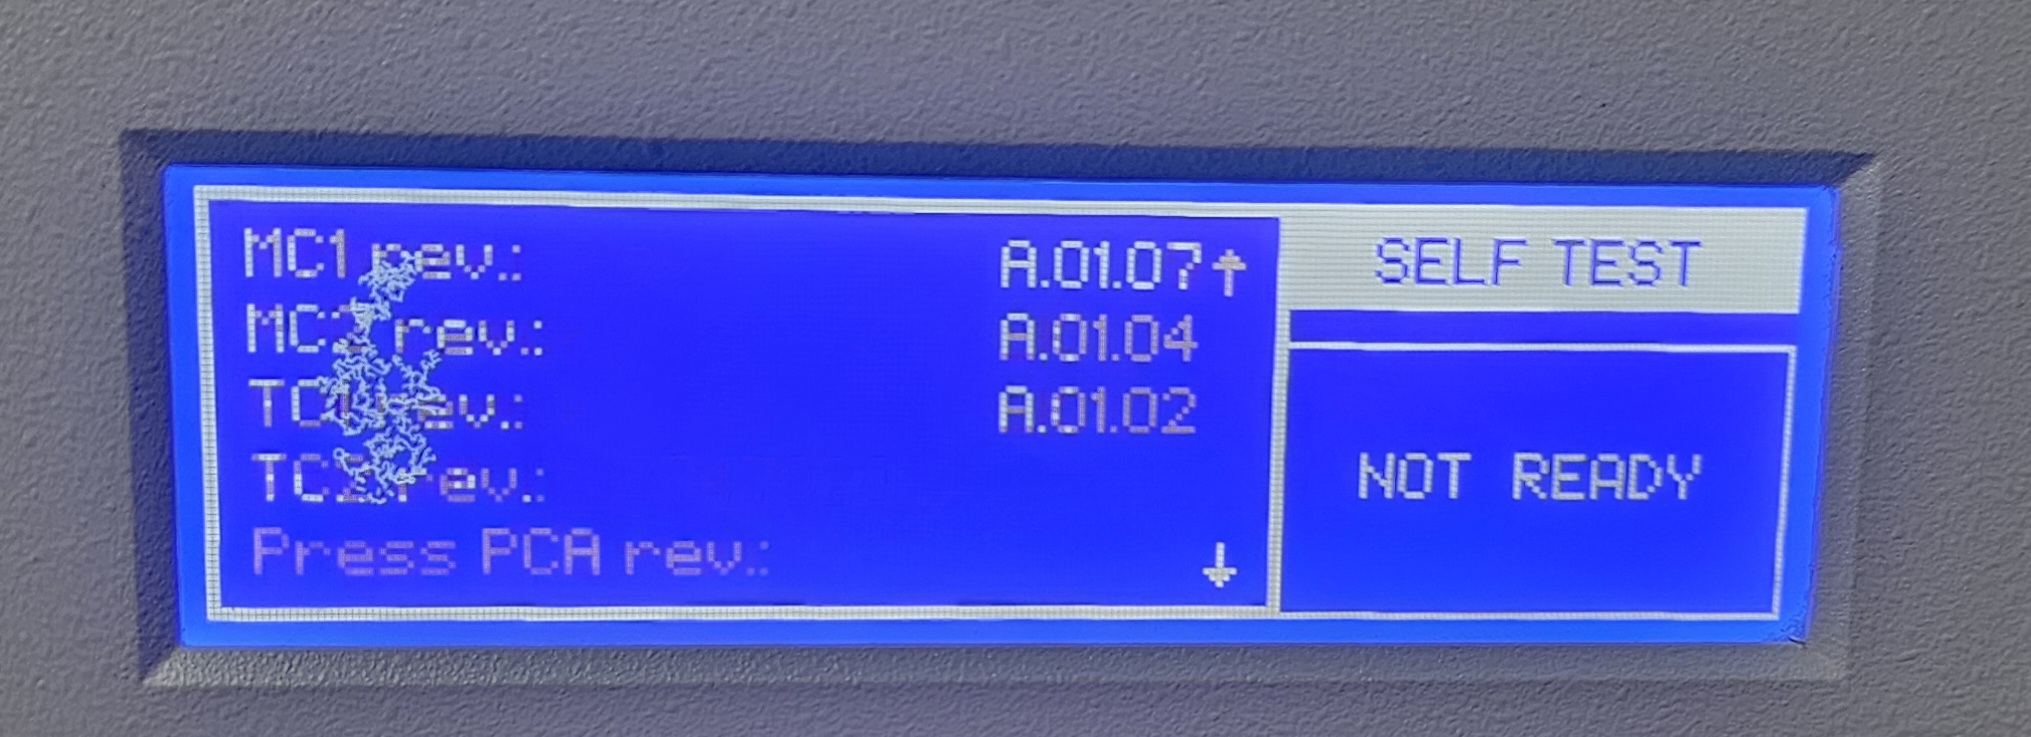 MC1 rev.: A.01.07↑
MC2 rev.: A.01.04
TC1 rev.: A.01.02
TC2 rev.:
Press PCA rev.: ↓
SELF TEST
NOT READY